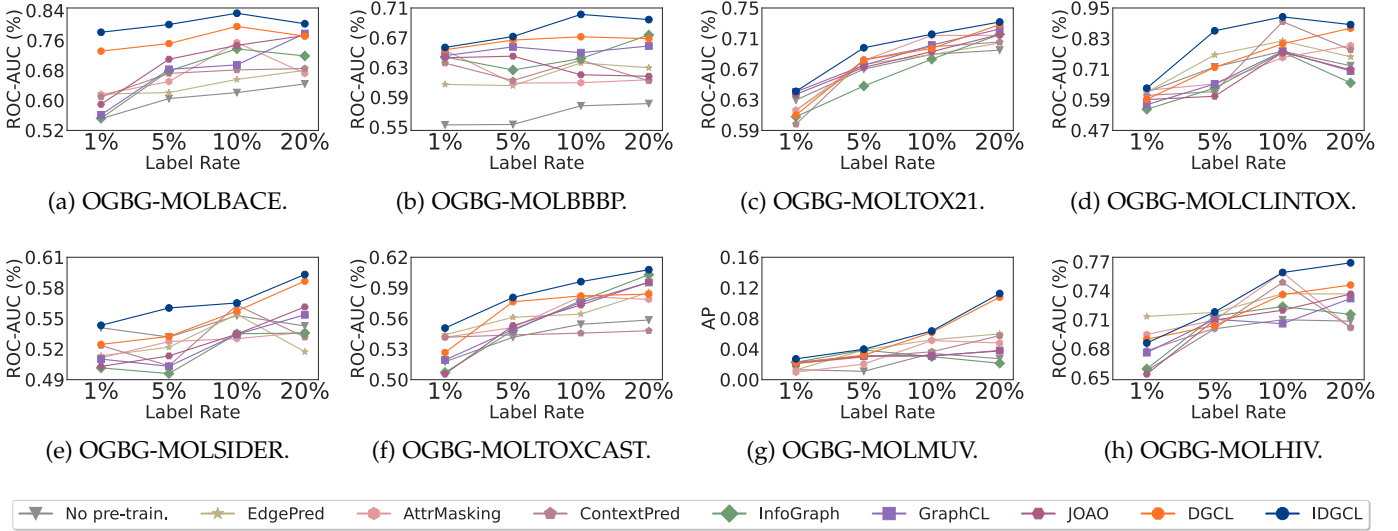 ROC-AUC (%)
0.84
0.76
0.68
0.60
0.52
1% 5% 10% 20%
Label Rate
(a) OGBG-MOLBACE.
ROC-AUC (%)
0.71
0.67
0.63
0.59
0.55
1% 5% 10% 20%
Label Rate
(b) OGBG-MOLBBBP.
ROC-AUC (%)
0.75
0.71
0.67
0.63
0.59
1% 5% 10% 20%
Label Rate
(c) OGBG-MOLTOX21.
ROC-AUC (%)
0.95
0.83
0.71
0.59
0.47
1% 5% 10% 20%
Label Rate
(d) OGBG-MOLCLINTOX.
ROC-AUC (%)
0.61
0.58
0.55
0.52
0.49
1% 5% 10% 20%
Label Rate
(e) OGBG-MOLSIDER.
ROC-AUC (%)
0.62
0.59
0.56
0.53
0.50
1% 5% 10% 20%
Label Rate
(f) OGBG-MOLTOXCAST.
AP
0.16
0.12
0.08
0.04
0.00
1% 5% 10% 20%
Label Rate
(g) OGBG-MOLMUV.
ROC-AUC (%)
0.77
0.74
0.71
0.68
0.65
1% 5% 10% 20%
Label Rate
(h) OGBG-MOLHIV.
No pre-train. EdgePred AttrMasking ContextPred InfoGraph GraphCL JOAO DGCL IDGCL